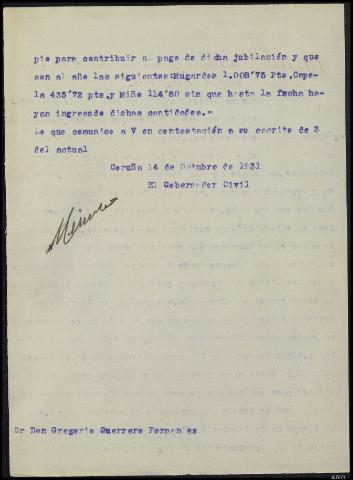 pio para contribuir al pago de dicha jubilación y que
son al año las siguientes:Mugardos 1.008'75 Pts,Cape-
la 435'72 pts,y Miño 114'60 sin que hasta la fecha ha-
yan ingresado dichas cantidades.=
Lo que comunico a V en contestación a su escrito de 3
del actual
Coruña 14 de Octubre de 1931
El Gobernador Civil
Sr Don Gregorio Guerrero Fernandez
ARG